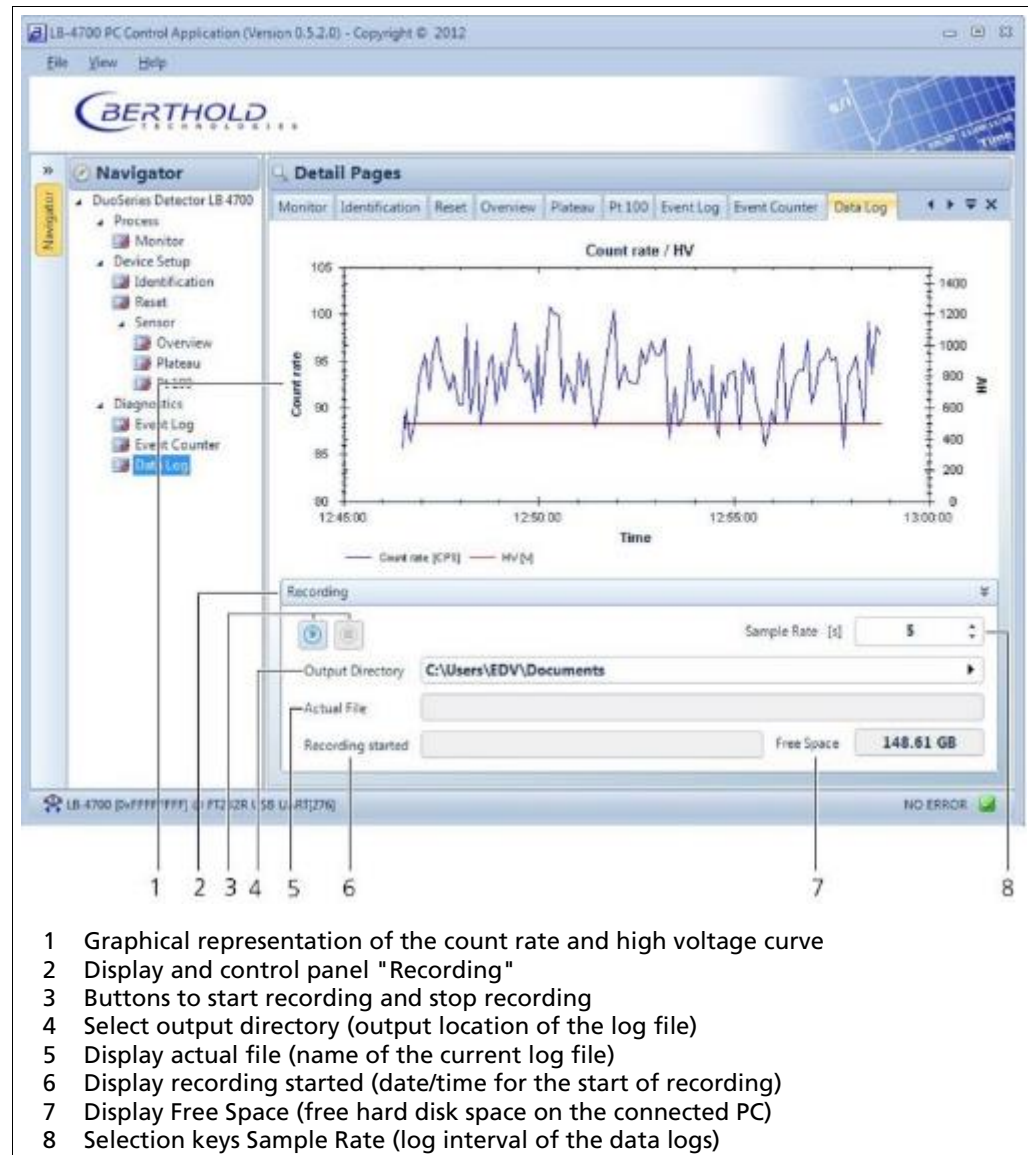 LB-4700 PC Control Application (Version 0.5.2.0) - Copyright © 2012
File View Help
BERTHOLD
TECHNOLOGIES
Time
Navigator
Navigator
DuoSeries Detector LB 4700
Process
Monitor
Device Setup
Identification
Reset
Sensor
Overview
Plateau
Pt 100
Diagnostics
Event Log
Event Counter
Data Log
Detail Pages
Monitor Identification Reset Overview Plateau Pt 100 Event Log Event Counter Data Log
Count rate / HV
Count rate
105
100
95
90
85
80
1400
1200
1000
800
600
400
200
0
HV
12:45:00 12:50:00 12:55:00 13:00:00
Time
Count rate [CPS] HV [V]
Recording
Sample Rate [s] 5
Output Directory C:\Users\EDV\Documents
Actual File
Recording started Free Space 148.61 GB
NO ERROR
1 2 3 4 5 6 7 8
1 Graphical representation of the count rate and high voltage curve
2 Display and control panel "Recording"
3 Buttons to start recording and stop recording
4 Select output directory (output location of the log file)
5 Display actual file (name of the current log file)
6 Display recording started (date/time for the start of recording)
7 Display Free Space (free hard disk space on the connected PC)
8 Selection keys Sample Rate (log interval of the data logs)